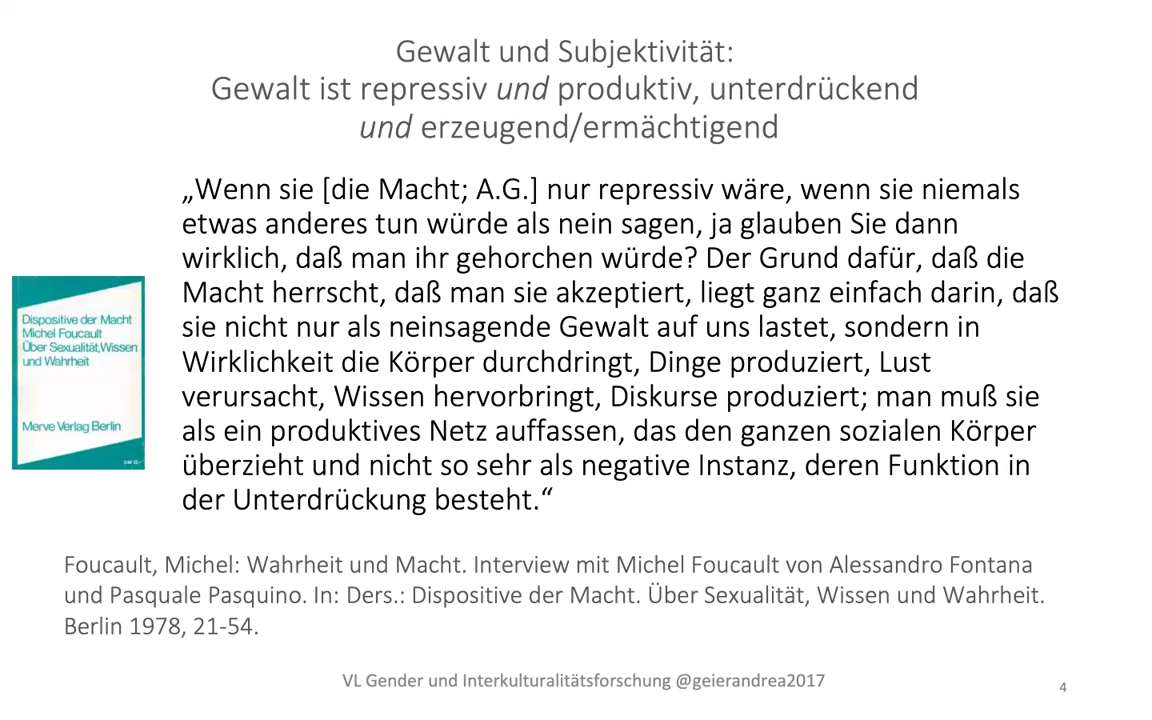 Gewalt und Subjektivität:
Gewalt ist repressiv und produktiv, unterdrückend
und erzeugend/ermächtigend
„Wenn sie [die Macht; A.G.] nur repressiv wäre, wenn sie niemals
etwas anderes tun würde als nein sagen, ja glauben Sie dann
wirklich, daß man ihr gehorchen würde? Der Grund dafür, daß die
Macht herrscht, daß man sie akzeptiert, liegt ganz einfach darin, daß
sie nicht nur als neinsagende Gewalt auf uns lastet, sondern in
Wirklichkeit die Körper durchdringt, Dinge produziert, Lust
verursacht, Wissen hervorbringt, Diskurse produziert; man muß sie
als ein produktives Netz auffassen, das den ganzen sozialen Körper
überzieht und nicht so sehr als negative Instanz, deren Funktion in
der Unterdrückung besteht.“
Dispositive der Macht
Michel Foucault
Über Sexualität, Wissen
und Wahrheit
Merve Verlag Berlin
Foucault, Michel: Wahrheit und Macht. Interview mit Michel Foucault von Alessandro Fontana
und Pasquale Pasquino. In: Ders.: Dispositive der Macht. Über Sexualität, Wissen und Wahrheit.
Berlin 1978, 21-54.
VL Gender und Interkulturalitätsforschung @geierandrea2017
4